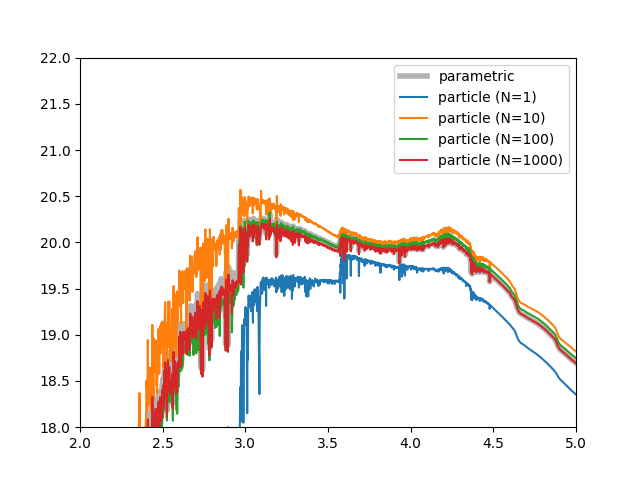 22.0
21.5
21.0
20.5
20.0
19.5
19.0
18.5
18.0
2.0 2.5 3.0 3.5 4.0 4.5 5.0
parametric
particle (N=1)
particle (N=10)
particle (N=100)
particle (N=1000)